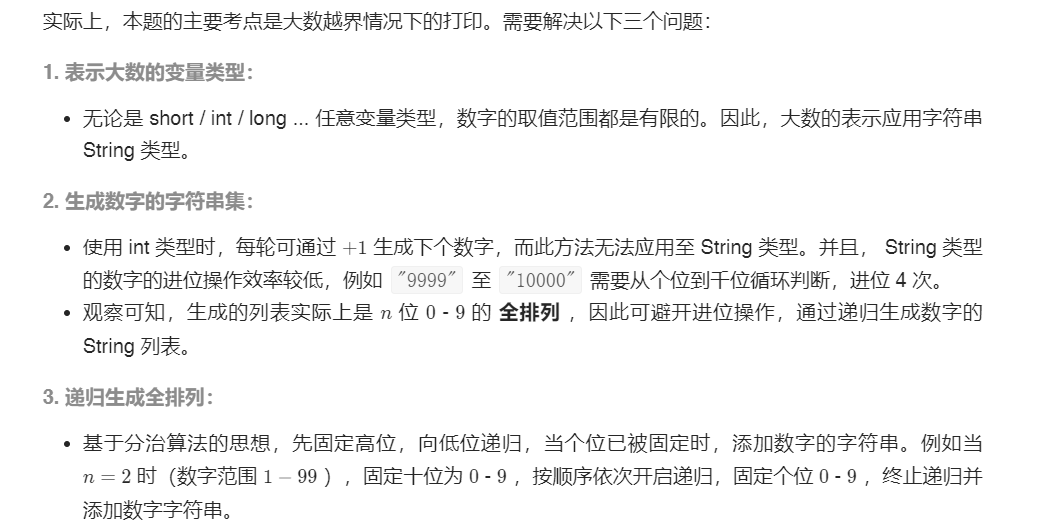 实际上，本题的主要考点是大数越界情况下的打印。需要解决以下三个问题：
1. 表示大数的变量类型：
• 无论是 short / int / long ... 任意变量类型，数字的取值范围都是有限的。因此，大数的表示应用字符串
String 类型。
2. 生成数字的字符串集：
• 使用 int 类型时，每轮可通过 +1 生成下个数字，而此方法无法应用至 String 类型。并且， String 类型
的数字的进位操作效率较低，例如 "9999" 至 "10000" 需要从个位到千位循环判断，进位 4 次。
• 观察可知，生成的列表实际上是 n 位 0 - 9 的 全排列 ，因此可避开进位操作，通过递归生成数字的
String 列表。
3. 递归生成全排列：
• 基于分治算法的思想，先固定高位，向低位递归，当个位已被固定时，添加数字的字符串。例如当
n = 2 时（数字范围 1 − 99 ），固定十位为 0 - 9 ，按顺序依次开启递归，固定个位 0 - 9 ，终止递归并
添加数字字符串。